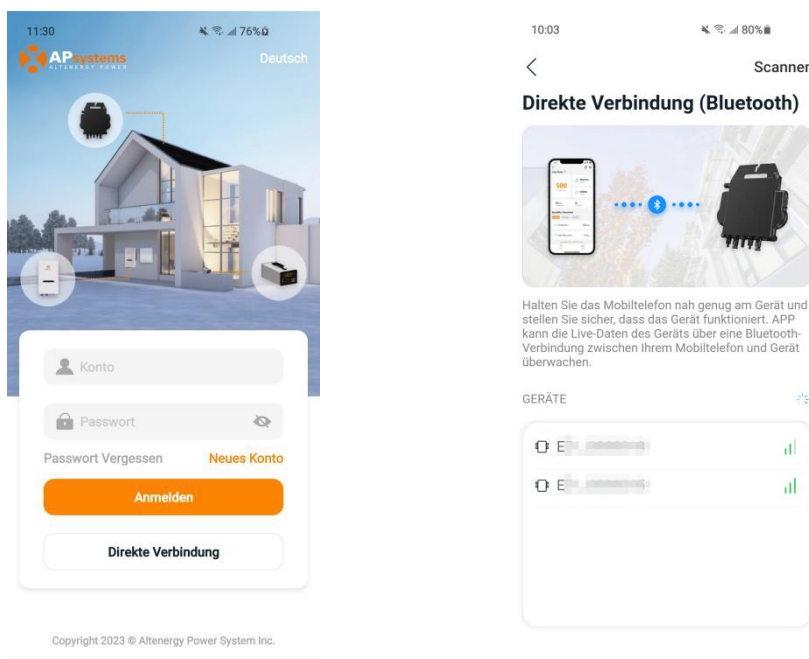 11:30
76%
APsystems
ALTENERGY POWER
Deutsch
Konto
Passwort
Passwort Vergessen
Neues Konto
Anmelden
Direkte Verbindung
Copyright 2023 © Altenergy Power System Inc.
10:03
80%
Scannen
Direkte Verbindung (Bluetooth)
500
Halten Sie das Mobiltelefon nah genug am Gerät und
stellen Sie sicher, dass das Gerät funktioniert. APP
kann die Live-Daten des Geräts über eine Bluetooth-
Verbindung zwischen Ihrem Mobiltelefon und Gerät
überwachen.
GERÄTE